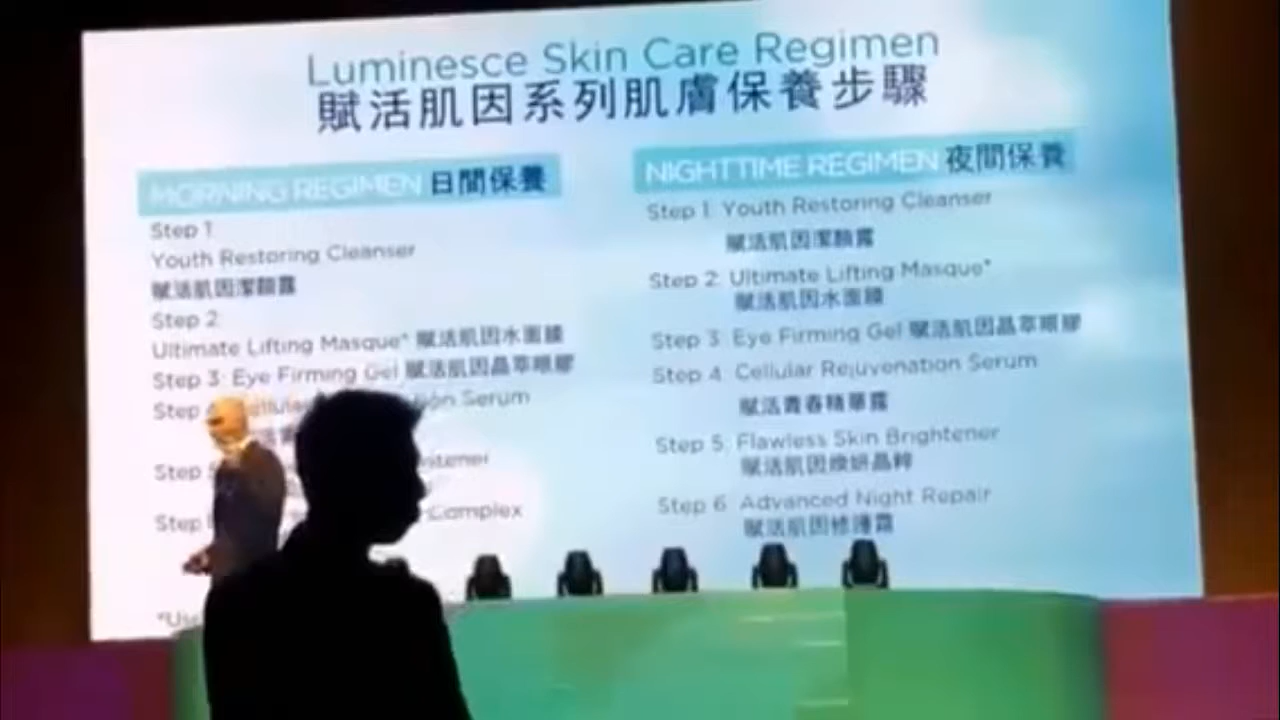 Luminesce Skin Care Regimen
賦活肌因系列肌膚保養步驟
MORNING REGIMEN 日間保養
Step 1
Youth Restoring Cleanser
賦活肌因潔顏露
Step 2
Ultimate Lifting Masque* 賦活肌因水面膜
Step 3: Eye Firming Gel 賦活肌因晶萃眼膠
Step Serum
Step
Step Complex
NIGHTTIME REGIMEN 夜間保養
Step 1: Youth Restoring Cleanser
賦活肌因潔顏露
Step 2: Ultimate Lifting Masque*
賦活肌因水面膜
Step 3: Eye Firming Gel 賦活肌因晶萃眼膠
Step 4: Cellular Rejuvenation Serum
賦活青春精華露
Step 5: Flawless Skin Brightener
賦活肌因煥妍晶粹
Step 6: Advanced Night Repair
賦活肌因修護霜